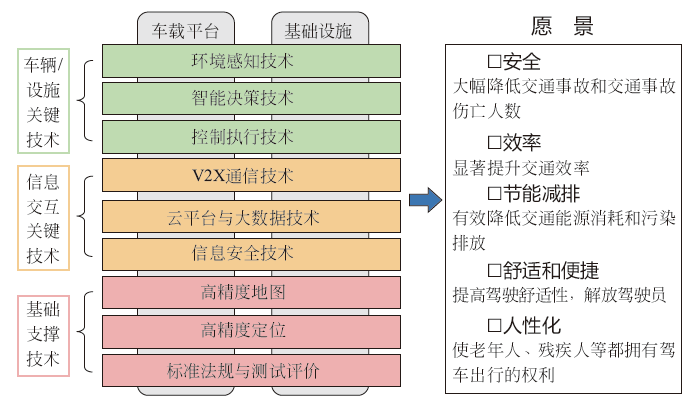 车载平台
基础设施
车辆/
设施
关键
技术
环境感知技术
智能决策技术
控制执行技术
信息
交互
关键
技术
V2X通信技术
云平台与大数据技术
信息安全技术
基础
支撑
技术
高精度地图
高精度定位
标准法规与测试评价
愿 景
□安全
大幅降低交通事故和交通事故
伤亡人数
□效率
显著提升交通效率
□节能减排
有效降低交通能源消耗和污染
排放
□舒适和便捷
提高驾驶舒适性，解放驾驶员
□人性化
使老年人、残疾人等都拥有驾
车出行的权利